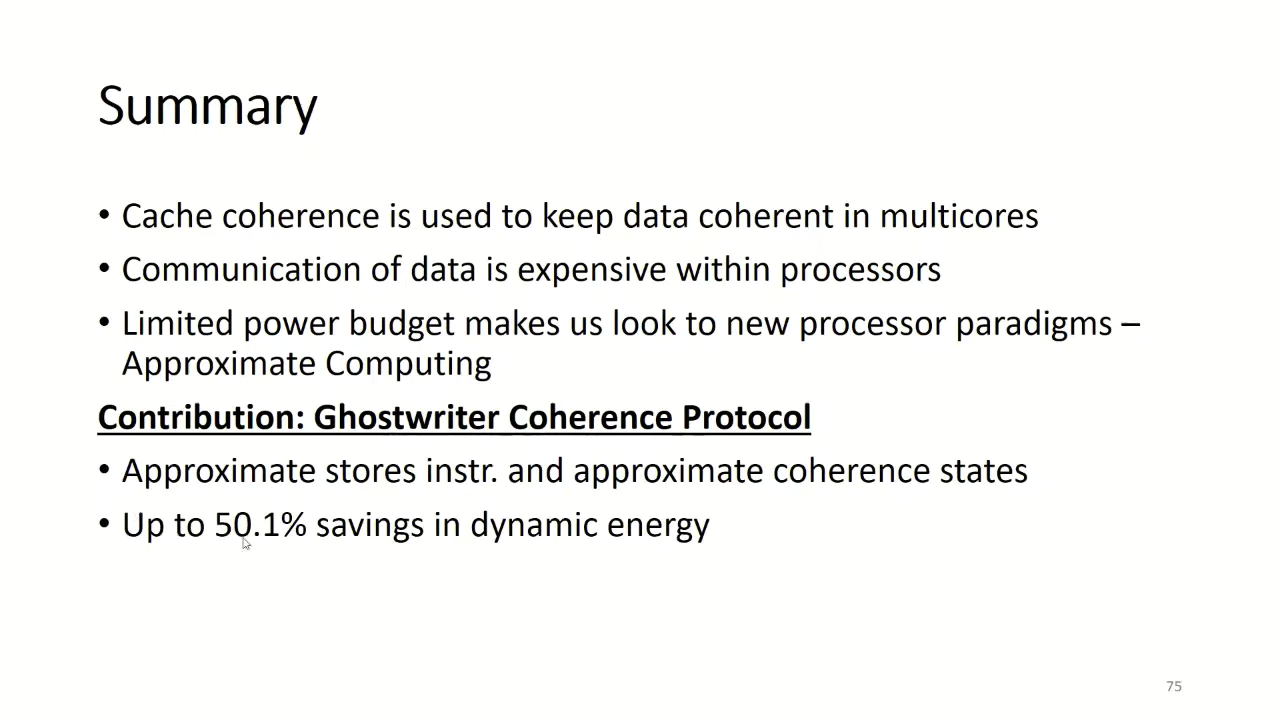 Summary
• Cache coherence is used to keep data coherent in multicores
• Communication of data is expensive within processors
• Limited power budget makes us look to new processor paradigms –
Approximate Computing
Contribution: Ghostwriter Coherence Protocol
• Approximate stores instr. and approximate coherence states
• Up to 50.1% savings in dynamic energy
75